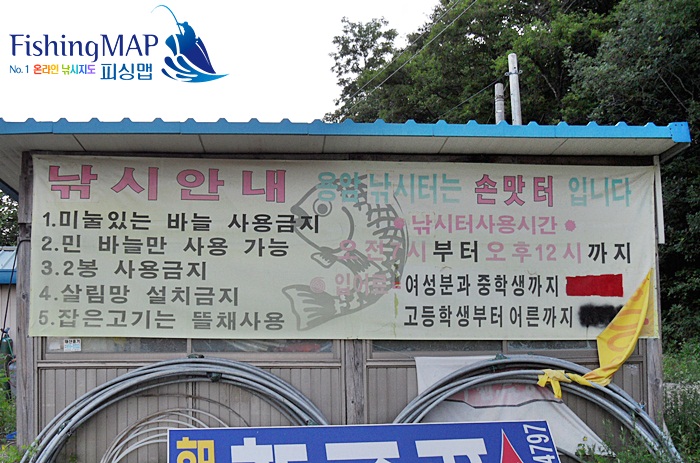 FishingMAP
No.1 온라인 낚시지도 피싱맵
낚시안내
1.미눌있는 바늘 사용금지
2.민 바늘만 사용 가능
3.2봉 사용금지
4.살림망 설치금지
5.잡은고기는 뜰채사용
낚시터는 손맛터 입니다
낚시터사용시간
오전 시 부터 오후12시까지
여성분과 중학생까지
고등학생부터 어른까지
4797